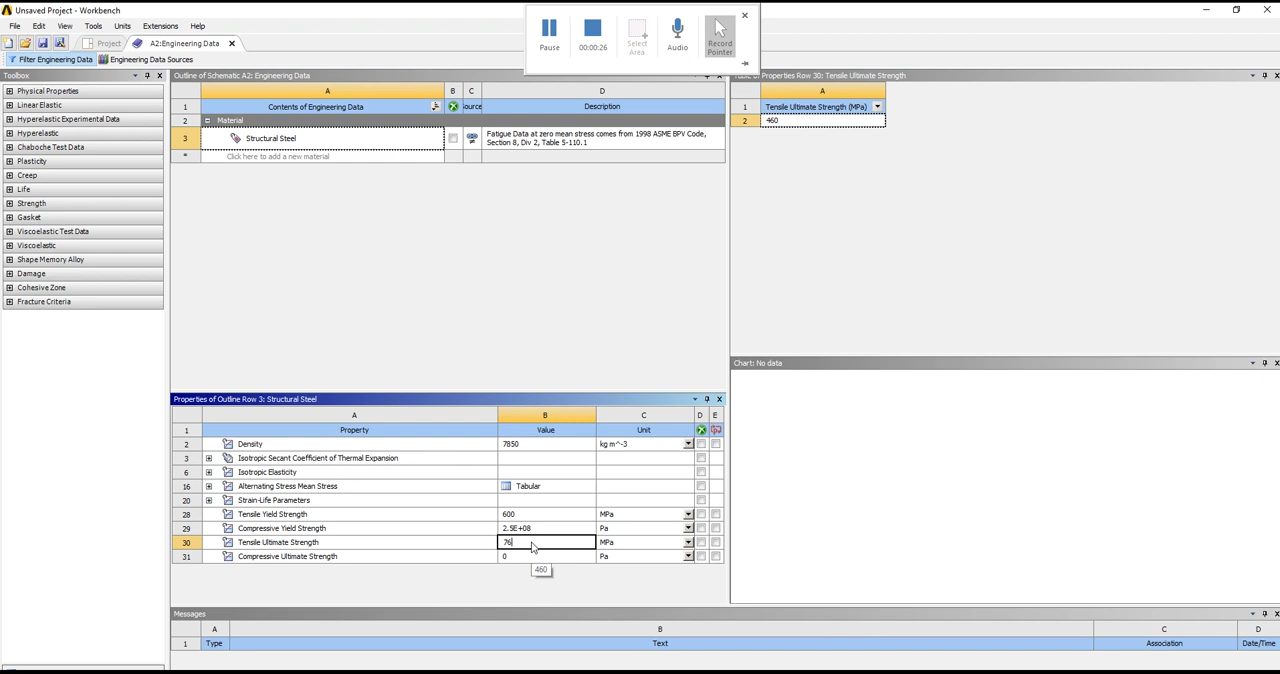 Unsaved Project - Workbench
File Edit View Tools Units Extensions Help
Pause 00:00:26 Select Area Audio Record Pointer
Project A2:Engineering Data
Filter Engineering Data Engineering Data Sources
Toolbox
Physical Properties
Linear Elastic
Hyperelastic Experimental Data
Hyperelastic
Chaboche Test Data
Plasticity
Creep
Life
Strength
Gasket
Viscoelastic Test Data
Viscoelastic
Shape Memory Alloy
Damage
Cohesive Zone
Fracture Criteria
Outline of Schematic A2: Engineering Data
A B C D
1 Contents of Engineering Data Source Description
2 Material
3 Structural Steel Fatigue Data at zero mean stress comes from 1998 ASME BPV Code,
Section 8, Div 2, Table 5-110.1
* Click here to add a new material
Table of Properties Row 30: Tensile Ultimate Strength
A
1 Tensile Ultimate Strength (MPa)
2 460
Chart: No data
Properties of Outline Row 3: Structural Steel
A B C D E
1 Property Value Unit
2 Density 7850 kg m^-3
3 Isotropic Secant Coefficient of Thermal Expansion
6 Isotropic Elasticity
16 Alternating Stress Mean Stress Tabular
20 Strain-Life Parameters
28 Tensile Yield Strength 600 MPa
29 Compressive Yield Strength 2.5E+08 Pa
30 Tensile Ultimate Strength 76 MPa
31 Compressive Ultimate Strength 0 Pa
460
Messages
A B C D
1 Type Text Association Date/Time